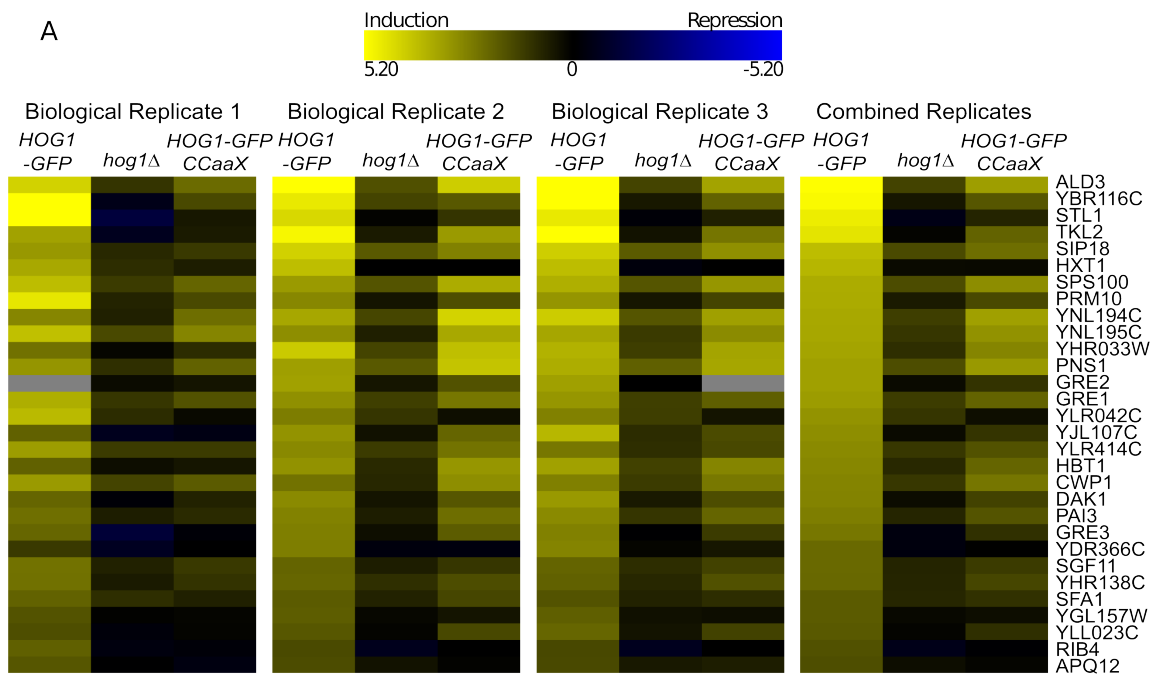 A
Induction Repression
5.20 0 -5.20
Biological Replicate 1 Biological Replicate 2 Biological Replicate 3 Combined Replicates
HOG1 HOG1-GFP HOG1 HOG1-GFP HOG1 HOG1-GFP HOG1 HOG1-GFP
-GFP hog1Δ CCaaX -GFP hog1Δ CCaaX -GFP hog1Δ CCaaX -GFP hog1Δ CCaaX
ALD3
YBR116C
STL1
TKL2
SIP18
HXT1
SPS100
PRM10
YNL194C
YNL195C
YHR033W
PNS1
GRE2
GRE1
YLR042C
YJL107C
YLR414C
HBT1
CWP1
DAK1
PAI3
GRE3
YDR366C
SGF11
YHR138C
SFA1
YGL157W
YLL023C
RIB4
APQ12